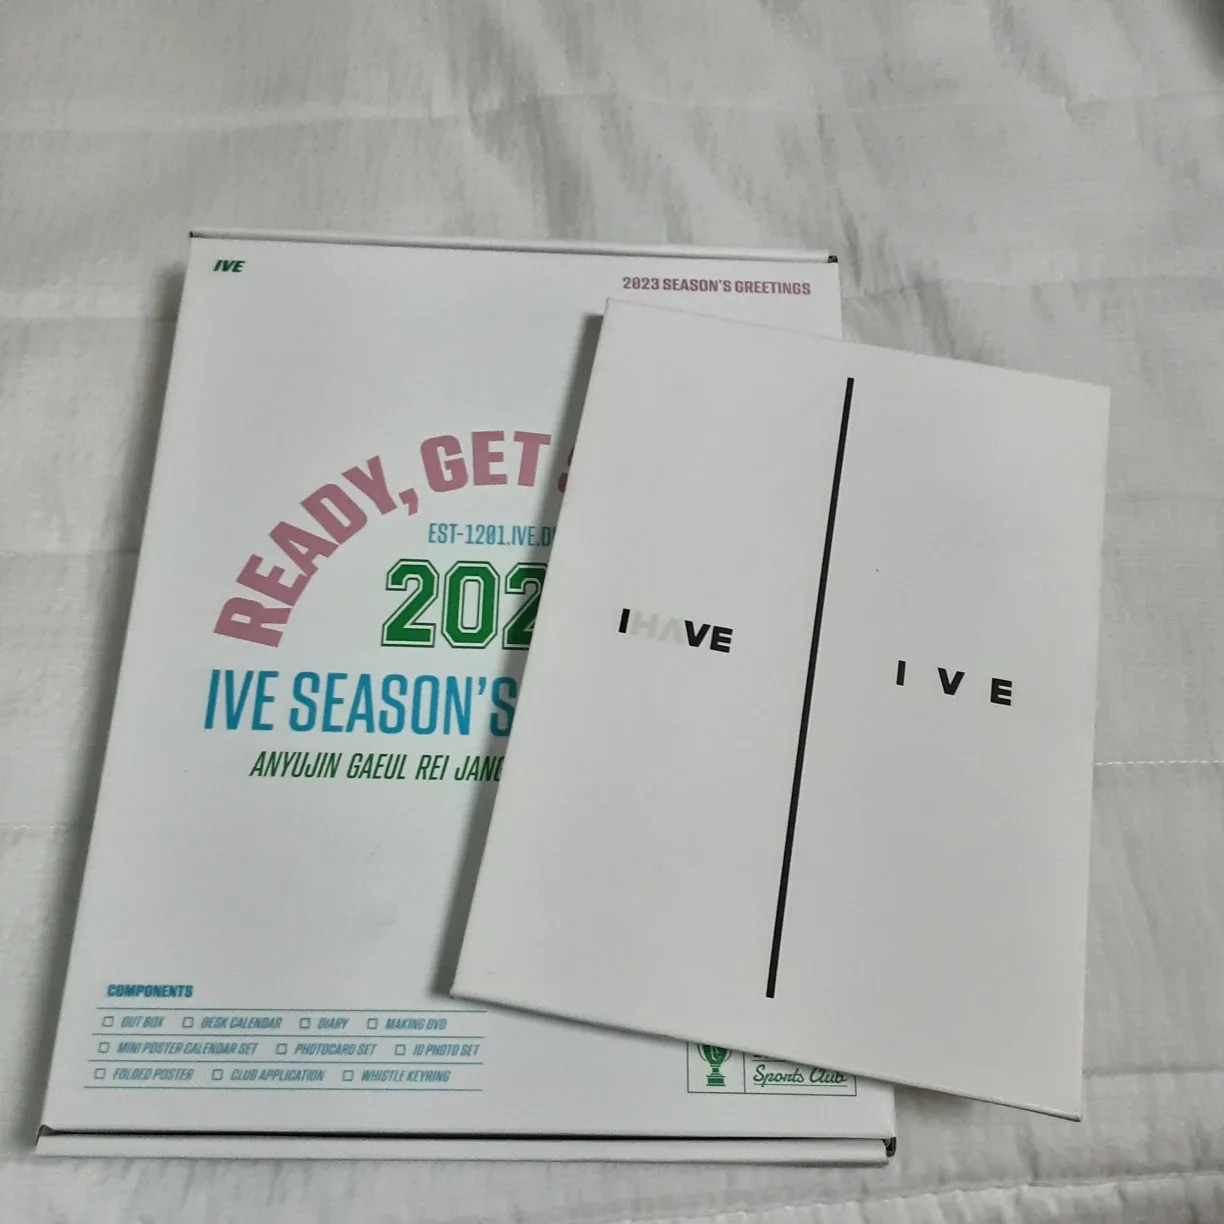 IVE
2023 SEASON'S GREETINGS
READY, GET
EST-1201.IVE.
202
IVE SEASON'S
ANYUJIN GAEUL REI JANG
IHAVE
I V E
COMPONENTS
OUT BOX DESK CALENDAR DIARY MAKING DVD
MINI POSTER CALENDAR SET PHOTOCARD SET ID PHOTO SET
FOLDED POSTER CLUB APPLICATION WHISTLE KEYRING
Sports Club